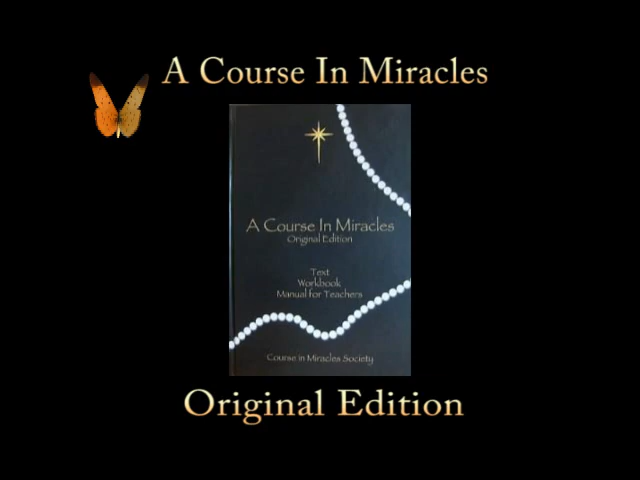 A Course In Miracles
A Course In Miracles
Original Edition
Text
Workbook
Manual for Teachers
Course in Miracles Society
Original Edition